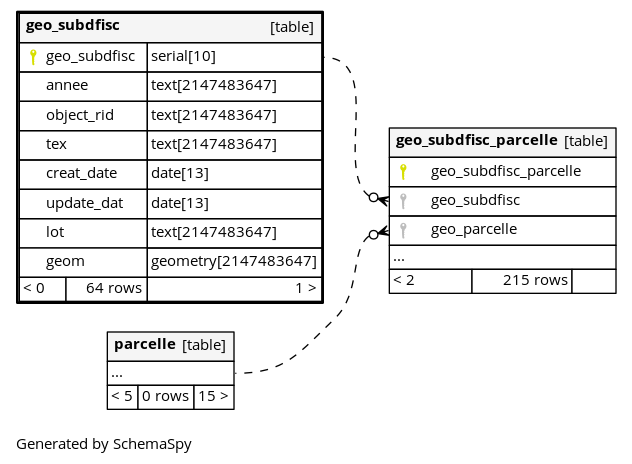 geo_subdfisc [table]
geo_subdfisc serial[10]
annee text[2147483647]
object_rid text[2147483647]
tex text[2147483647]
creat_date date[13]
update_dat date[13]
lot text[2147483647]
geom geometry[2147483647]
< 0 64 rows 1 >
geo_subdfisc_parcelle [table]
geo_subdfisc_parcelle
geo_subdfisc
geo_parcelle
...
< 2 215 rows
parcelle [table]
...
< 5 0 rows 15 >
Generated by SchemaSpy